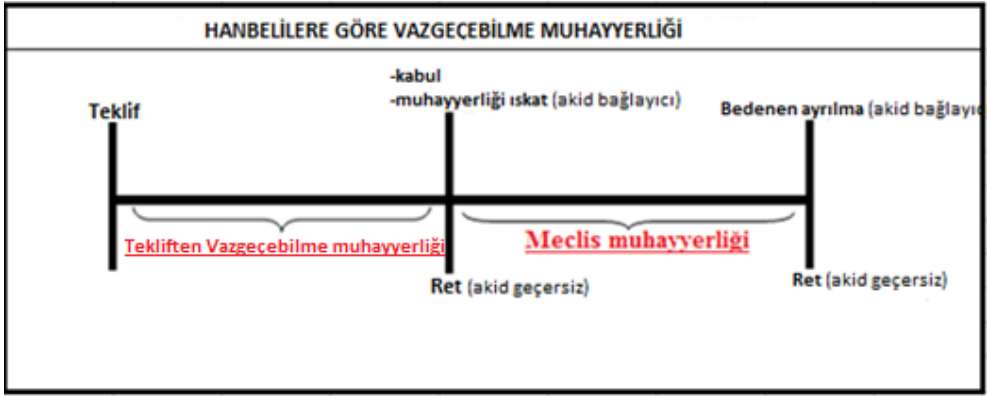 HANBELİLERE GÖRE VAZGEÇEBİLME MUHAYYERLİĞİ
-kabul
-muhayyerliği ıskat (akid bağlayıcı)
Teklif
Bedenen ayrılma (akid bağlayıc
Tekliften Vazgeçebilme muhayyerliği
Meclis muhayyerliği
Ret (akid geçersiz)
Ret (akid geçersiz)